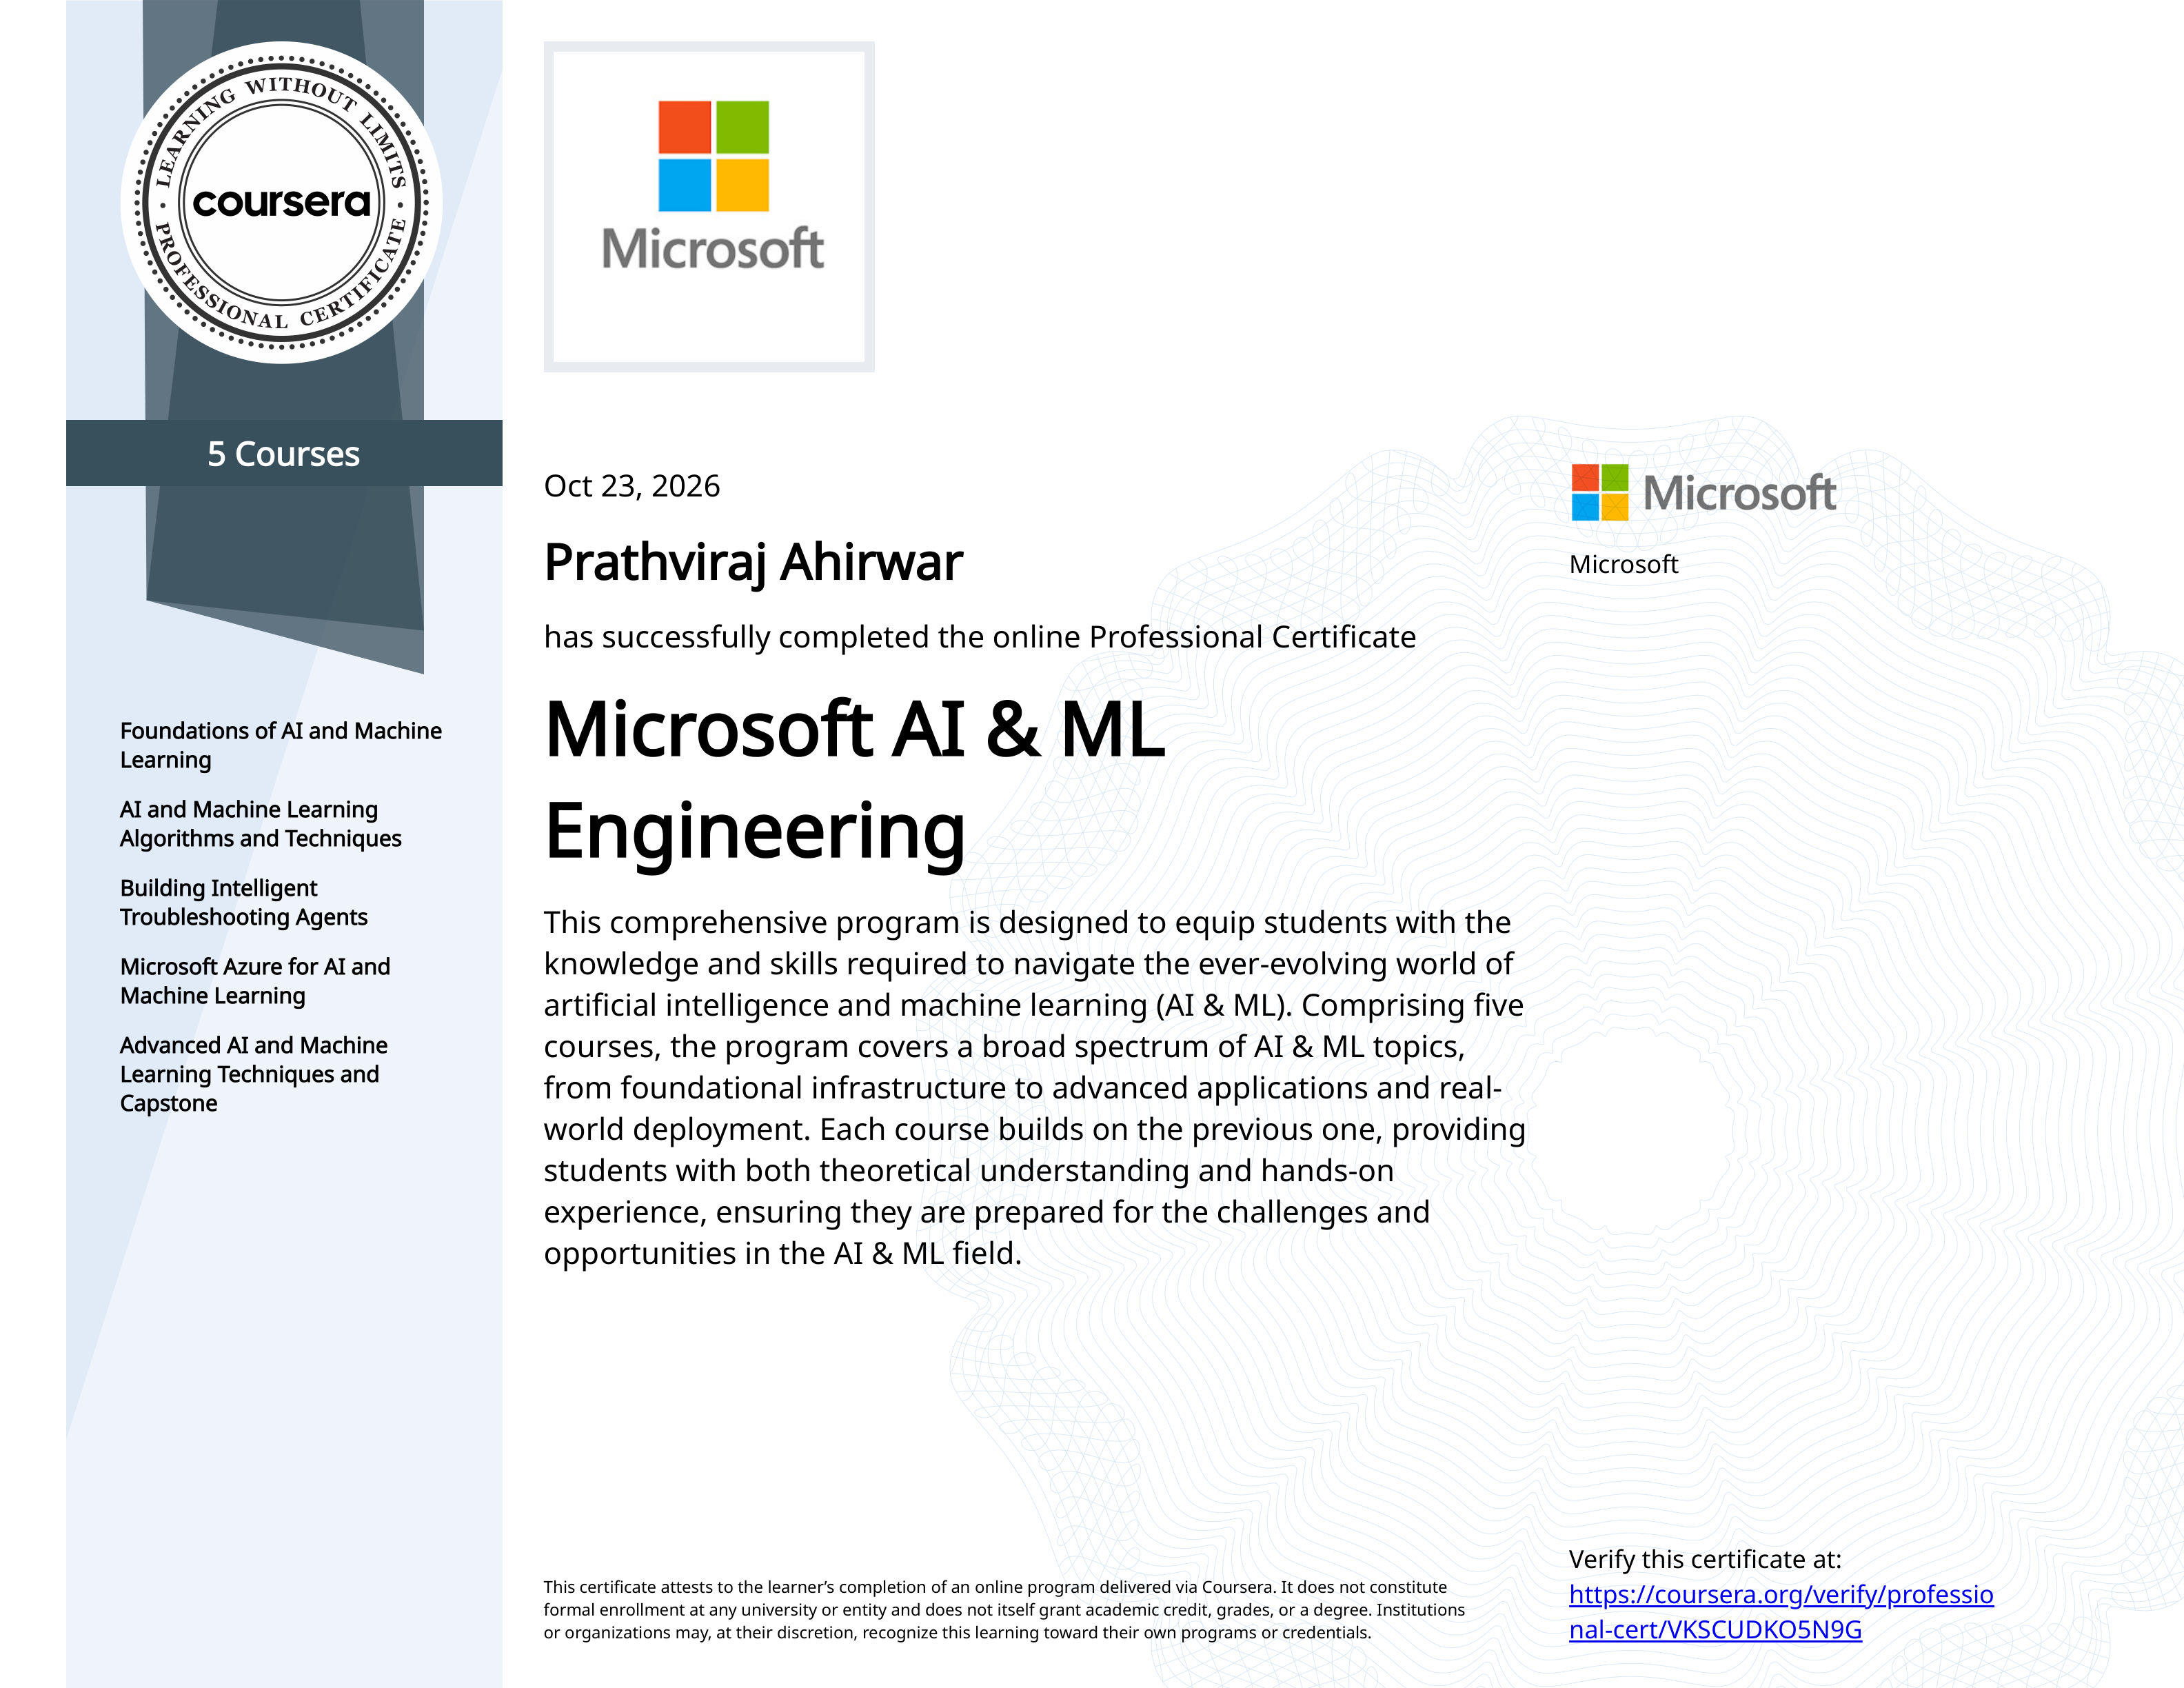 LEARNING WITHOUT LIMITS
coursera
PROFESSIONAL CERTIFICATE
5 Courses
Foundations of AI and Machine
Learning
AI and Machine Learning
Algorithms and Techniques
Building Intelligent
Troubleshooting Agents
Microsoft Azure for AI and
Machine Learning
Advanced AI and Machine
Learning Techniques and
Capstone
Microsoft
Oct 23, 2026
Prathviraj Ahirwar
has successfully completed the online Professional Certificate
Microsoft AI & ML
Engineering
This comprehensive program is designed to equip students with the
knowledge and skills required to navigate the ever-evolving world of
artificial intelligence and machine learning (AI & ML). Comprising five
courses, the program covers a broad spectrum of AI & ML topics,
from foundational infrastructure to advanced applications and real-
world deployment. Each course builds on the previous one, providing
students with both theoretical understanding and hands-on
experience, ensuring they are prepared for the challenges and
opportunities in the AI & ML field.
Microsoft
Microsoft
This certificate attests to the learner’s completion of an online program delivered via Coursera. It does not constitute
formal enrollment at any university or entity and does not itself grant academic credit, grades, or a degree. Institutions
or organizations may, at their discretion, recognize this learning toward their own programs or credentials.
Verify this certificate at:
https://coursera.org/verify/professio
nal-cert/VKSCUDKO5N9G